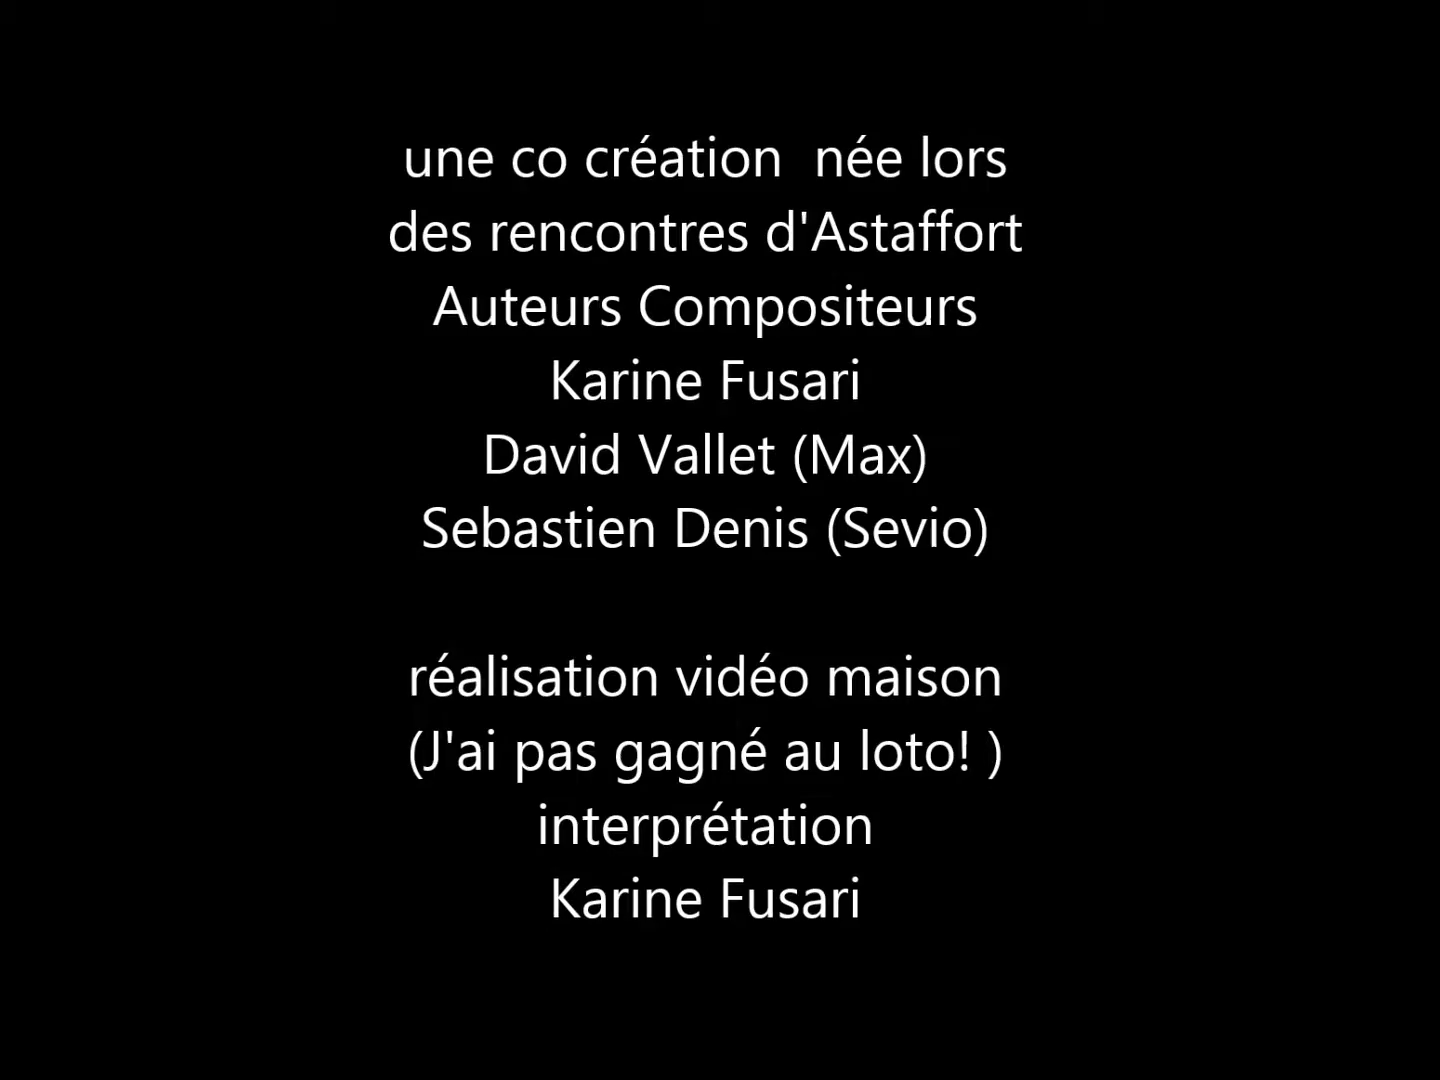 une co création  née lors
des rencontres d'Astaffort
Auteurs Compositeurs
Karine Fusari
David Vallet (Max)
Sebastien Denis (Sevio)
réalisation vidéo maison
(J'ai pas gagné au loto! )
interprétation
Karine Fusari